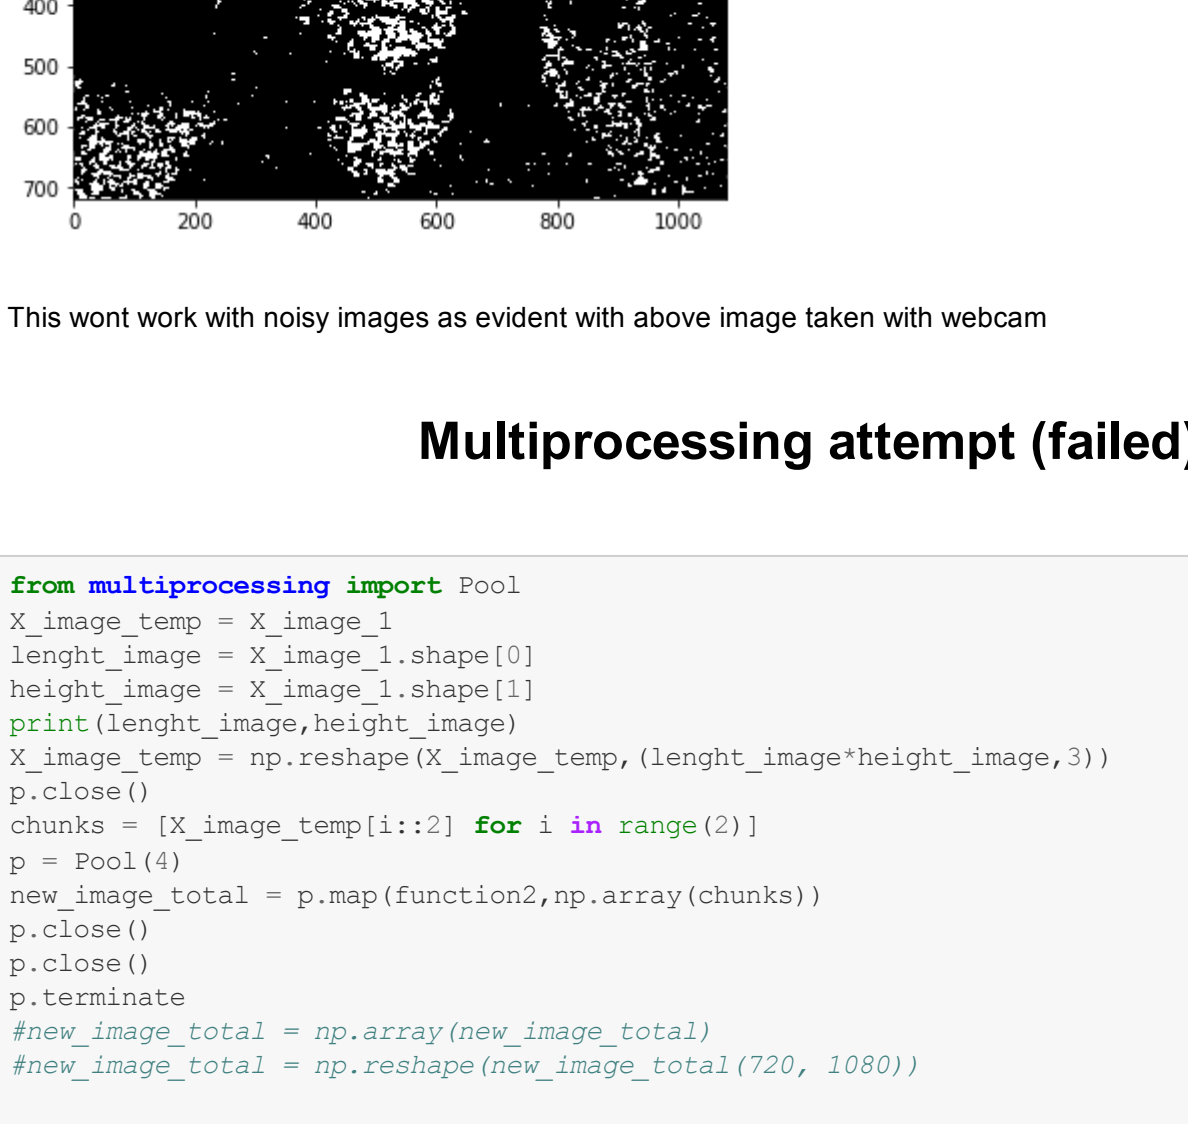 400
500
600
700
0 200 400 600 800 1000
This wont work with noisy images as evident with above image taken with webcam
Multiprocessing attempt (failed)
from multiprocessing import Pool
X_image_temp = X_image_1
lenght_image = X_image_1.shape[0]
height_image = X_image_1.shape[1]
print(lenght_image,height_image)
X_image_temp = np.reshape(X_image_temp,(lenght_image*height_image,3))
p.close()
chunks = [X_image_temp[i::2] for i in range(2)]
p = Pool(4)
new_image_total = p.map(function2,np.array(chunks))
p.close()
p.close()
p.terminate
#new_image_total = np.array(new_image_total)
#new_image_total = np.reshape(new_image_total(720, 1080))